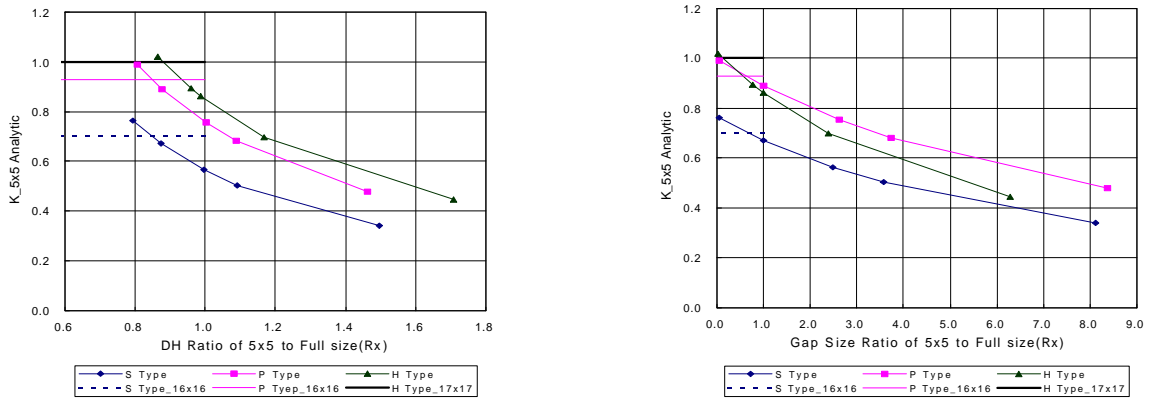 1.2
1.0
0.8
0.6
0.4
0.2
0.0
K_5x5 Analytic
0.6 0.8 1.0 1.2 1.4 1.6 1.8
DH Ratio of 5x5 to Full size(Rx)
S Type P Type H Type
S Type_16x16 P Tyep_16x16 H Type_17x17
1.2
1.0
0.8
0.6
0.4
0.2
0.0
K_5x5 Analytic
0.0 1.0 2.0 3.0 4.0 5.0 6.0 7.0 8.0 9.0
Gap Size Ratio of 5x5 to Full size(Rx)
S Type P Type H Type
S Type_16x16 P Type_16x16 H Type_17x17